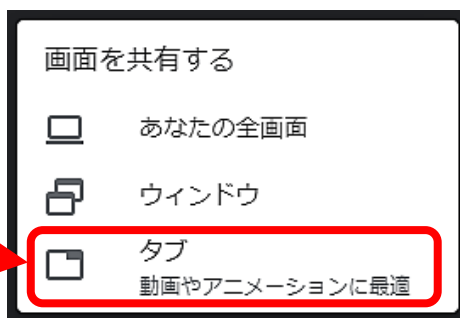 画面を共有する
あなたの全画面
ウィンドウ
タブ
動画やアニメーションに最適